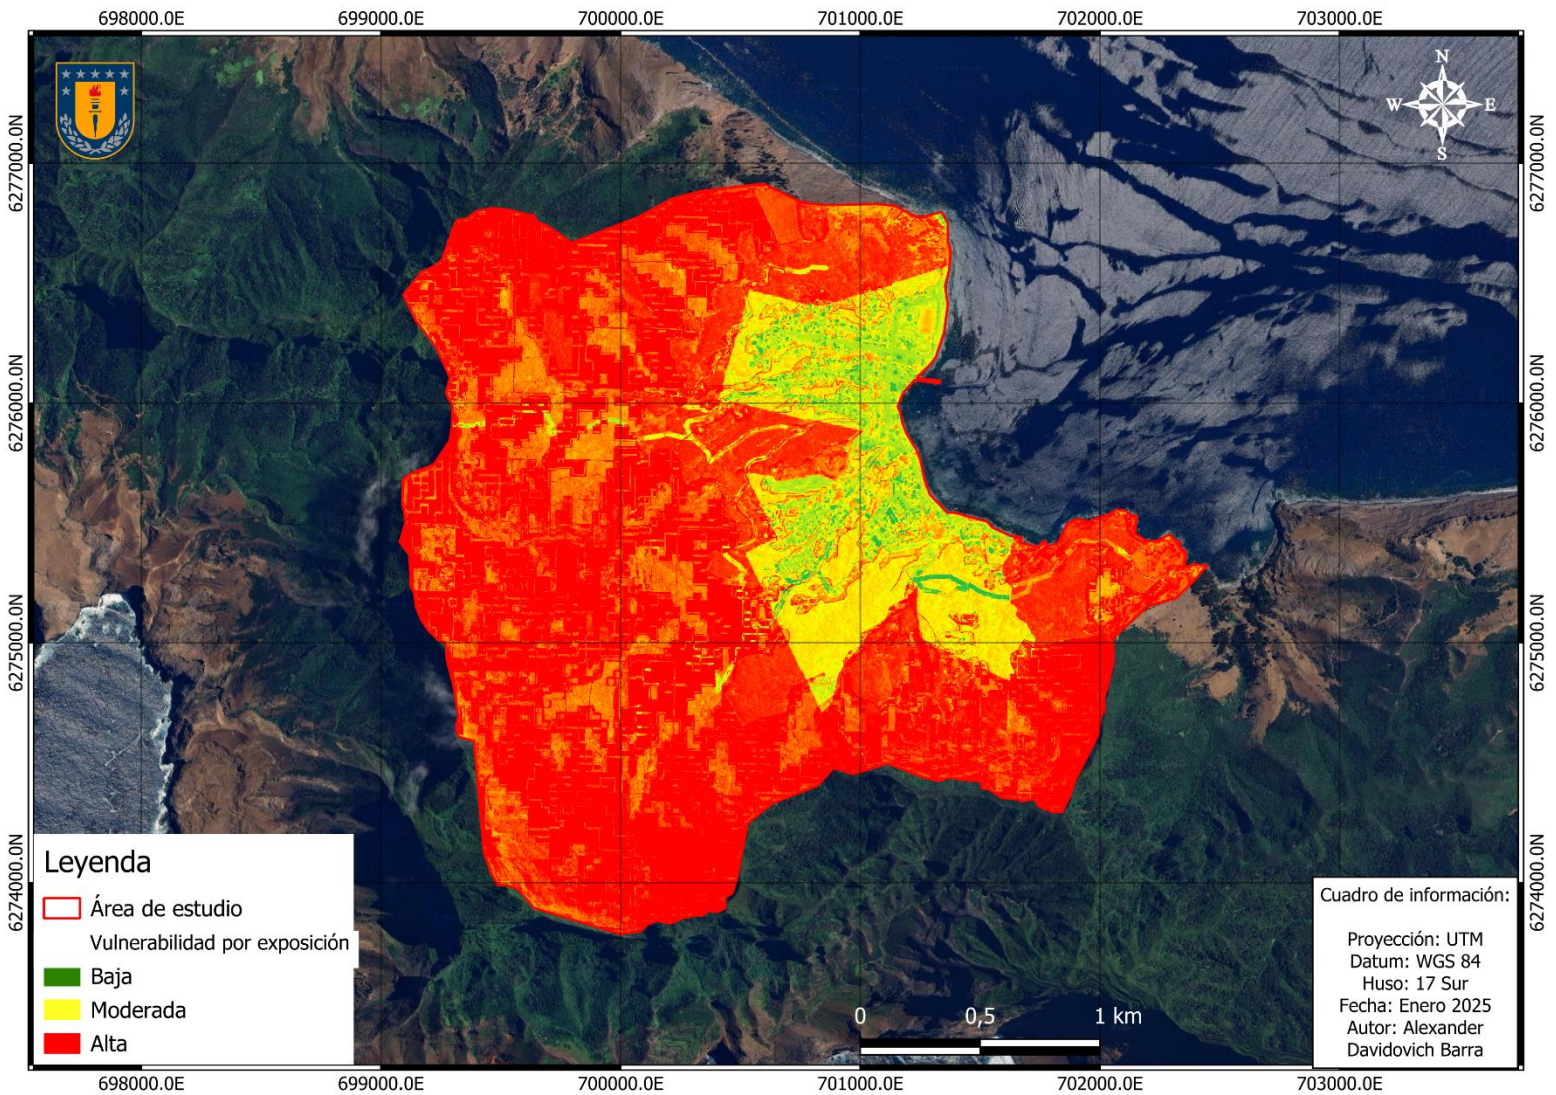 698000.0E 699000.0E 700000.0E 701000.0E 702000.0E 703000.0E
N
W E
S
6277000.0N 6277000.0N
6276000.0N 6276000.0N
6275000.0N 6275000.0N
6274000.0N 6274000.0N
Leyenda
Área de estudio
Vulnerabilidad por exposición
Baja
Moderada
Alta
0 0,5 1 km
Cuadro de información:
Proyección: UTM
Datum: WGS 84
Huso: 17 Sur
Fecha: Enero 2025
Autor: Alexander
Davidovich Barra
698000.0E 699000.0E 700000.0E 701000.0E 702000.0E 703000.0E